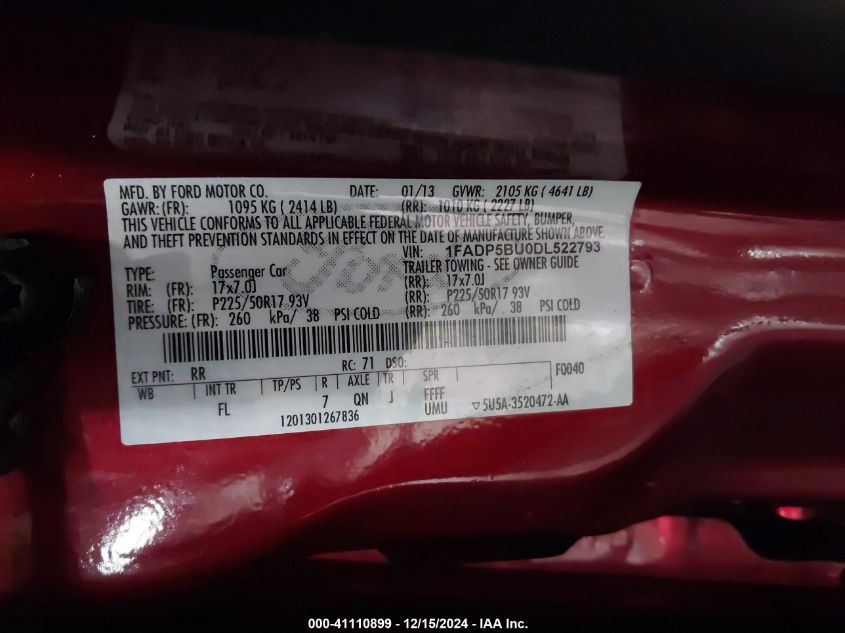 MFD. BY FORD MOTOR CO. DATE: 01/13 GVWR: 2105 KG ( 4641 LB)
GAWR: (FR): 1095 KG ( 2414 LB) (RR): 1010 KG ( 2227 LB)
THIS VEHICLE CONFORMS TO ALL APPLICABLE FEDERAL MOTOR VEHICLE SAFETY, BUMPER,
AND THEFT PREVENTION STANDARDS IN EFFECT ON THE DATE OF MANUFACTURE SHOWN ABOVE.
VIN: 1FADP5BU0DL522793
TYPE: Passenger Car TRAILER TOWING - SEE OWNER GUIDE
RIM: (FR): 17x7.0J (RR): 17x7.0J
TIRE: (FR): P225/50R17 93V (RR): P225/50R17 93V
PRESSURE: (FR): 260 kPa/ 38 PSI COLD (RR): 260 kPa/ 38 PSI COLD
EXT PNT: RR RC: 71 DSO: F0040
WB INT TR TP/PS R AXLE TR SPR
FL 7 QN J FFFF
UMU
1201301267836 ▽5U5A-3520472-AA
000-41110899 - 12/15/2024 - IAA Inc.